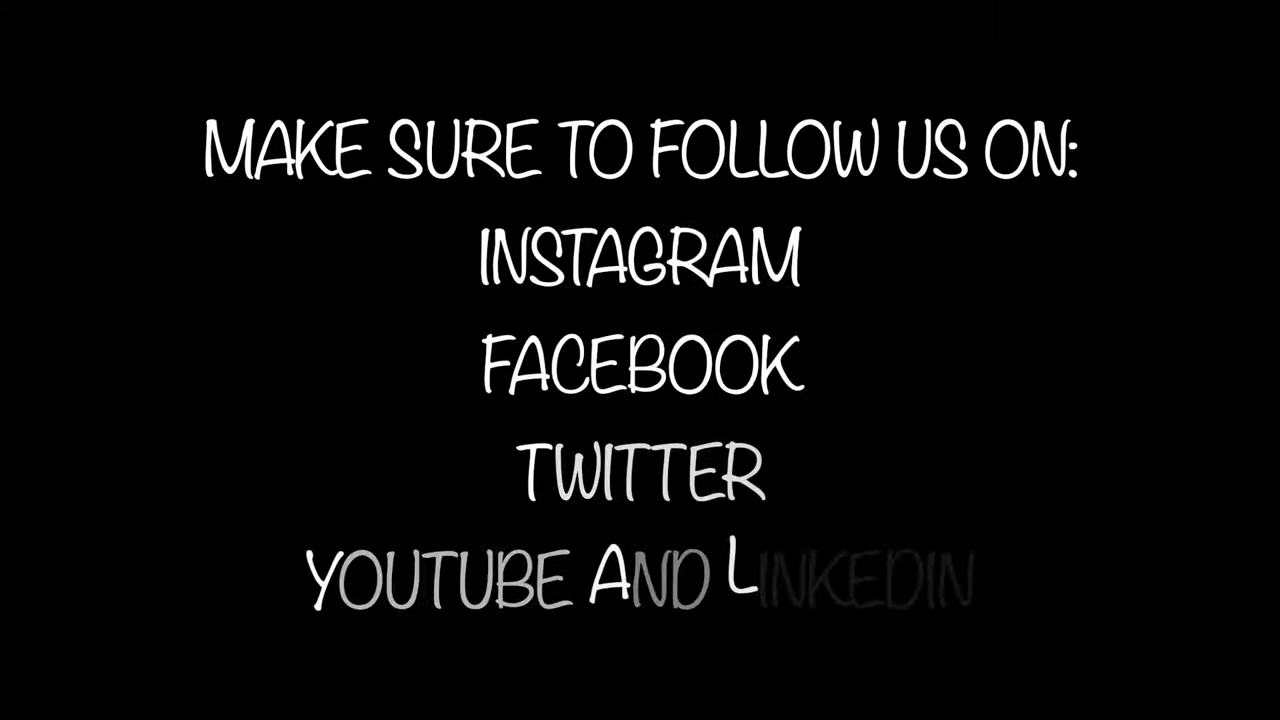 MAKE SURE TO FOLLOW US ON:
INSTAGRAM
FACEBOOK
TWITTER
YOUTUBE AND LINKEDIN